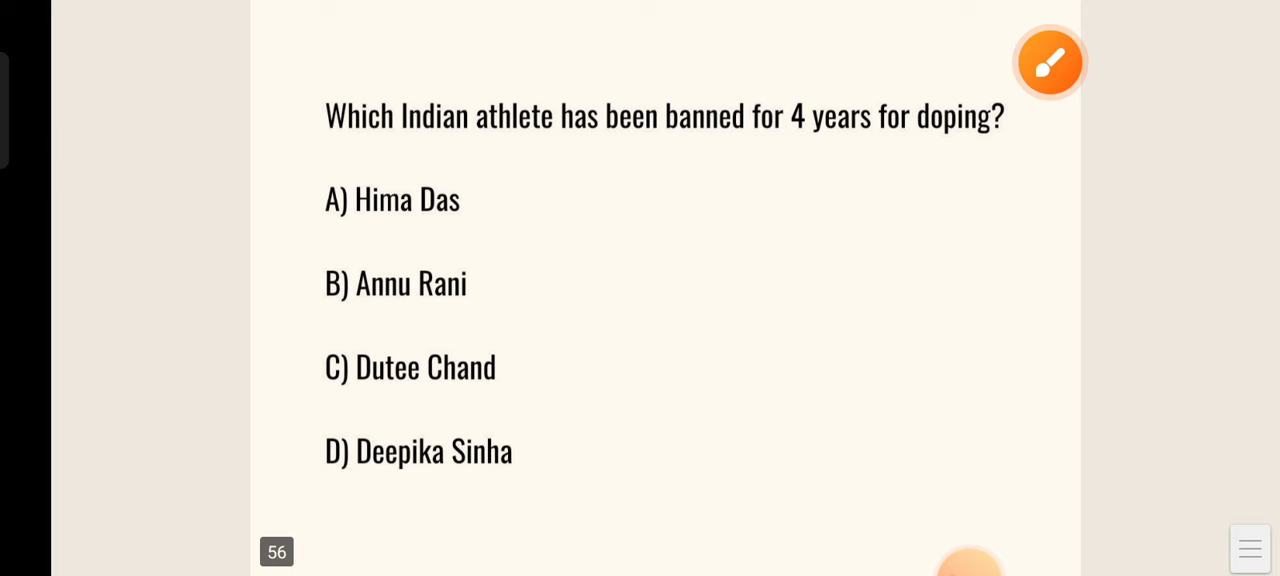 Which Indian athlete has been banned for 4 years for doping?
A) Hima Das
B) Annu Rani
C) Dutee Chand
D) Deepika Sinha
56